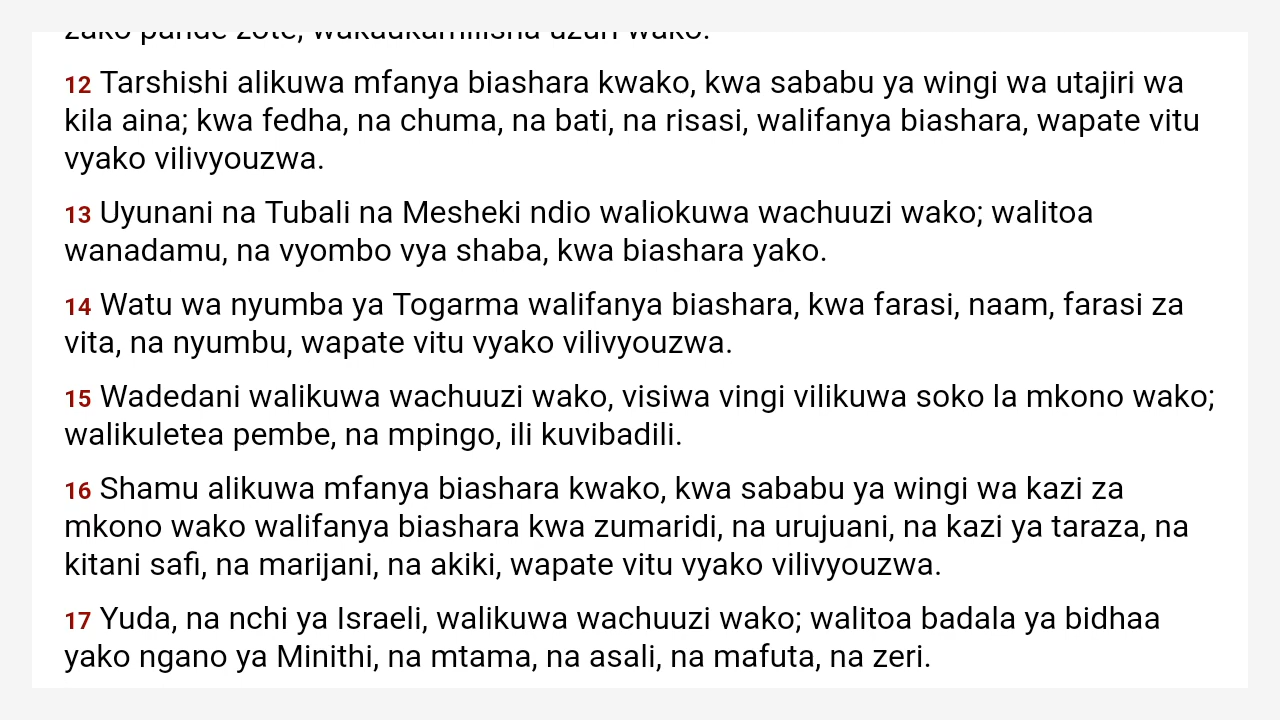 zako pande zote, wakaukamilisha uzuri wako.
12 Tarshishi alikuwa mfanya biashara kwako, kwa sababu ya wingi wa utajiri wa
kila aina; kwa fedha, na chuma, na bati, na risasi, walifanya biashara, wapate vitu
vyako vilivyouzwa.
13 Uyunani na Tubali na Mesheki ndio waliokuwa wachuuzi wako; walitoa
wanadamu, na vyombo vya shaba, kwa biashara yako.
14 Watu wa nyumba ya Togarma walifanya biashara, kwa farasi, naam, farasi za
vita, na nyumbu, wapate vitu vyako vilivyouzwa.
15 Wadedani walikuwa wachuuzi wako, visiwa vingi vilikuwa soko la mkono wako;
walikuletea pembe, na mpingo, ili kuvibadili.
16 Shamu alikuwa mfanya biashara kwako, kwa sababu ya wingi wa kazi za
mkono wako walifanya biashara kwa zumaridi, na urujuani, na kazi ya taraza, na
kitani safi, na marijani, na akiki, wapate vitu vyako vilivyouzwa.
17 Yuda, na nchi ya Israeli, walikuwa wachuuzi wako; walitoa badala ya bidhaa
yako ngano ya Minithi, na mtama, na asali, na mafuta, na zeri.